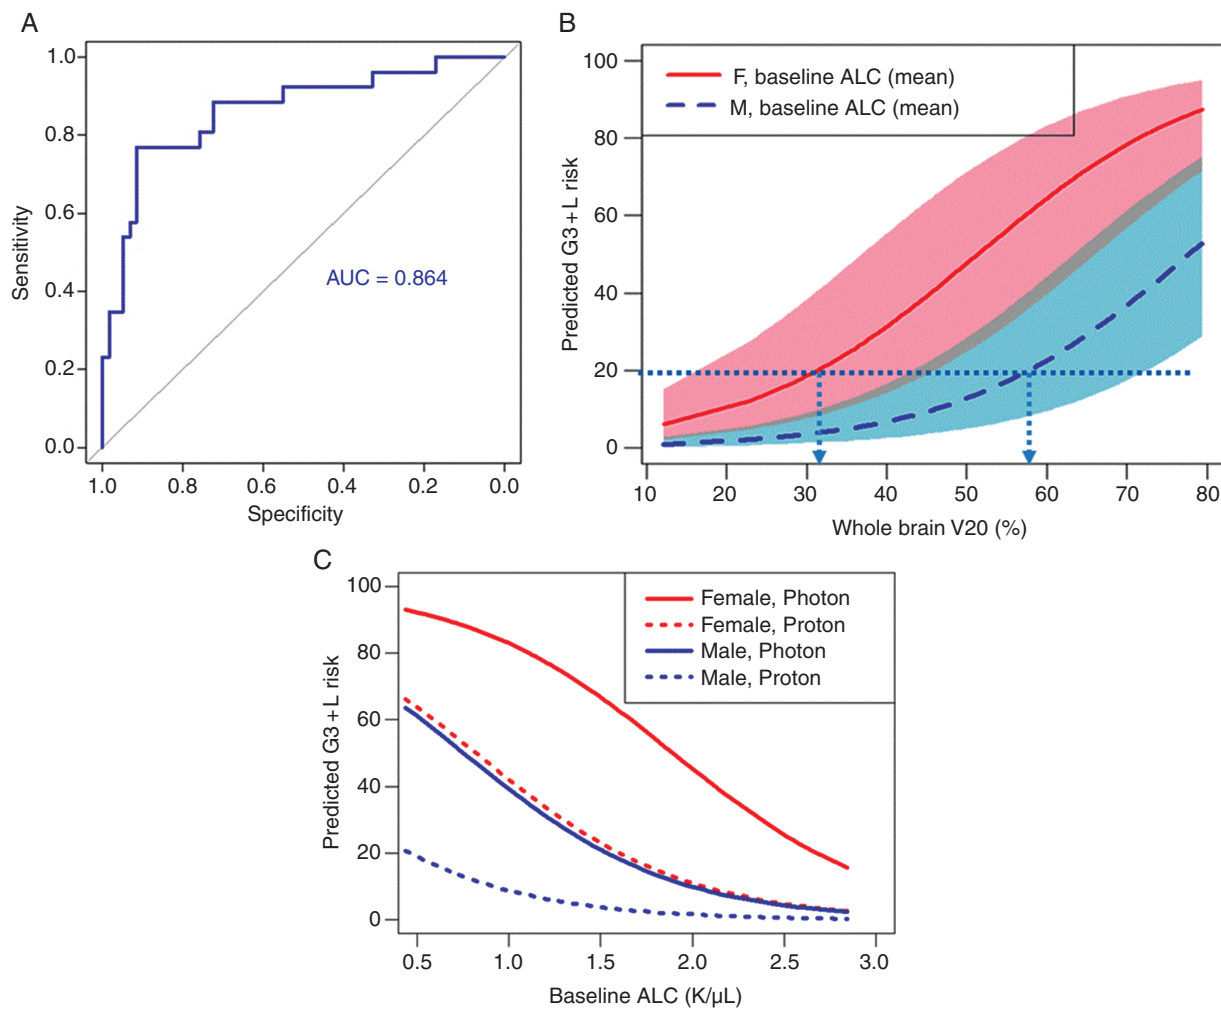 A
1.0
0.8
0.6
0.4
0.2
0.0
Sensitivity
AUC = 0.864
1.0 0.8 0.6 0.4 0.2 0.0
Specificity
B
100
80
60
40
20
0
Predicted G3+L risk
F, baseline ALC (mean)
M, baseline ALC (mean)
10 20 30 40 50 60 70 80
Whole brain V20 (%)
C
100
80
60
40
20
0
Predicted G3+L risk
Female, Photon
Female, Proton
Male, Photon
Male, Proton
0.5 1.0 1.5 2.0 2.5 3.0
Baseline ALC (K/μL)